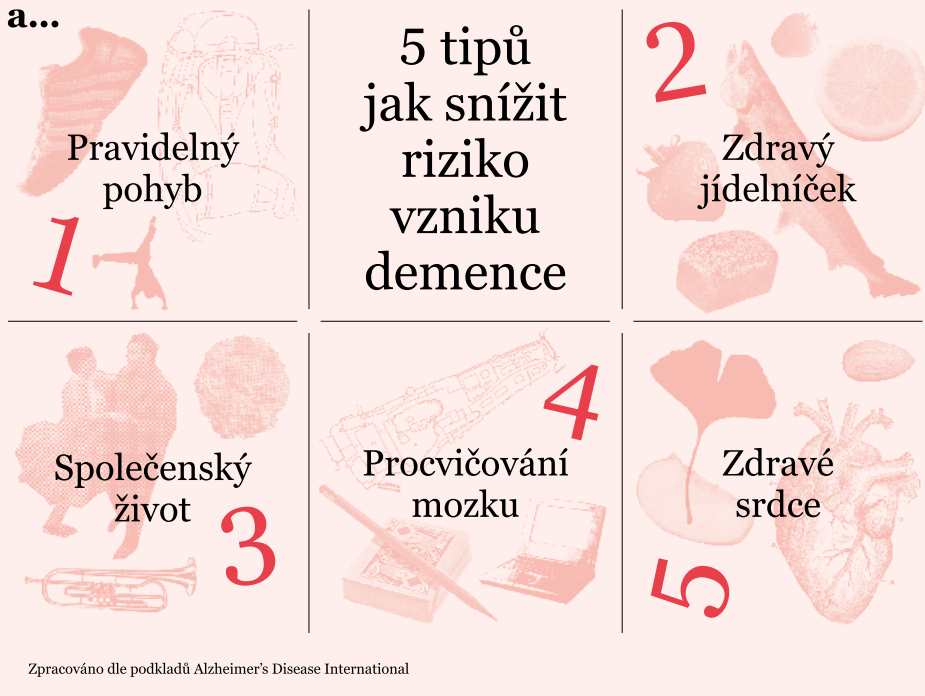 a...
5 tipů
jak snížit
riziko
vzniku
demence
Pravidelný
pohyb
1
2
Zdravý
jídelníček
Společenský
život
3
4
Procvičování
mozku
Zdravé
srdce
5
Zpracováno dle podkladů Alzheimer’s Disease International